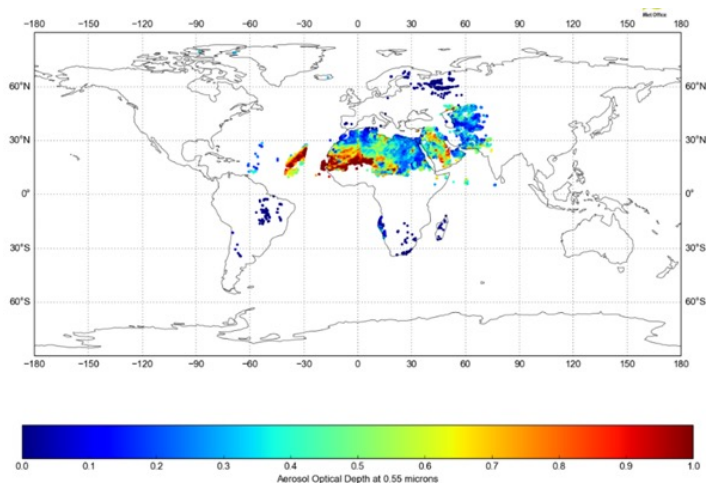 Met Office
−180 −150 −120 −90 −60 −30 0 30 60 90 120 150 180
60°N 60°N
30°N 30°N
0° 0°
30°S 30°S
60°S 60°S
−180 −150 −120 −90 −60 −30 0 30 60 90 120 150 180
0.0 0.1 0.2 0.3 0.4 0.5 0.6 0.7 0.8 0.9 1.0
Aerosol Optical Depth at 0.55 microns